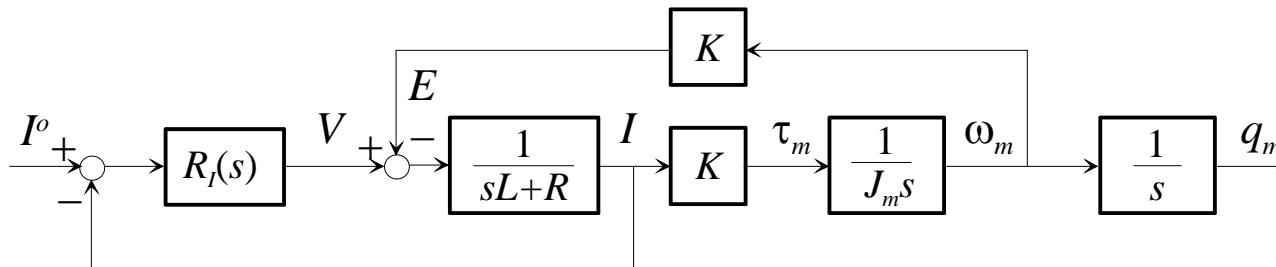 K
E
I° + R_I(s) V + − 1/(sL+R) I K τ_m 1/(J_m s) ω_m 1/s q_m
−